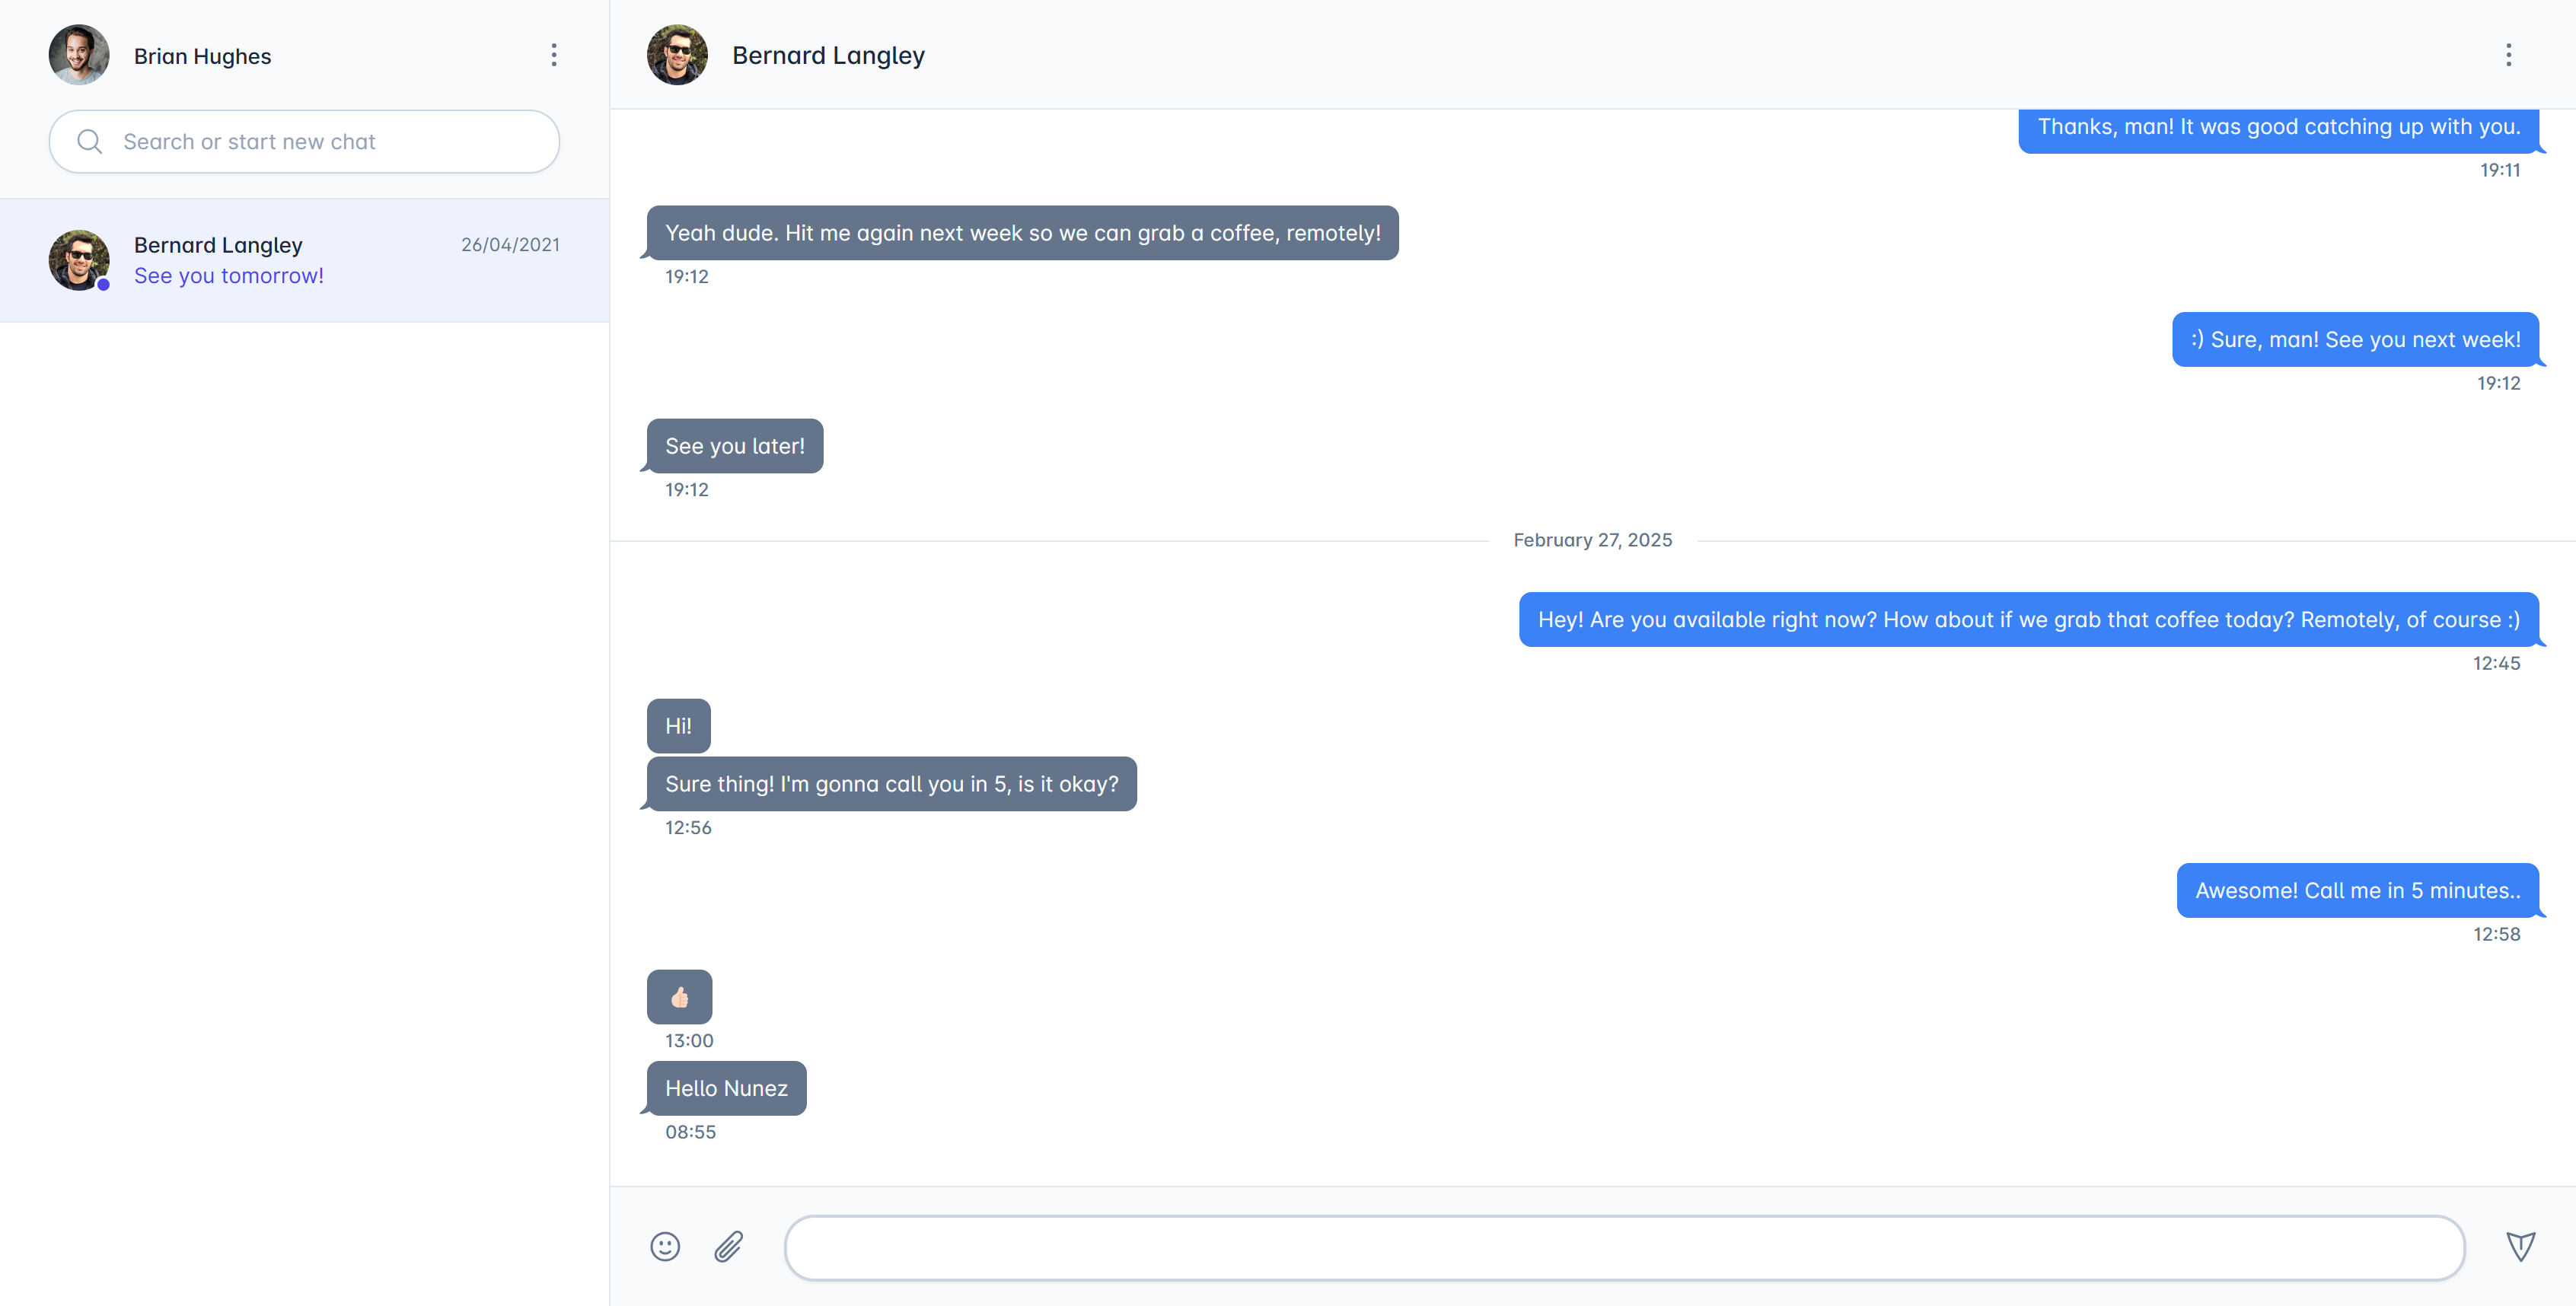 Brian Hughes
Search or start new chat
Bernard Langley
26/04/2021
See you tomorrow!
Bernard Langley
Thanks, man! It was good catching up with you.
19:11
Yeah dude. Hit me again next week so we can grab a coffee, remotely!
19:12
:) Sure, man! See you next week!
19:12
See you later!
19:12
February 27, 2025
Hey! Are you available right now? How about if we grab that coffee today? Remotely, of course :)
12:45
Hi!
Sure thing! I'm gonna call you in 5, is it okay?
12:56
Awesome! Call me in 5 minutes..
12:58
👍🏻
13:00
Hello Nunez
08:55